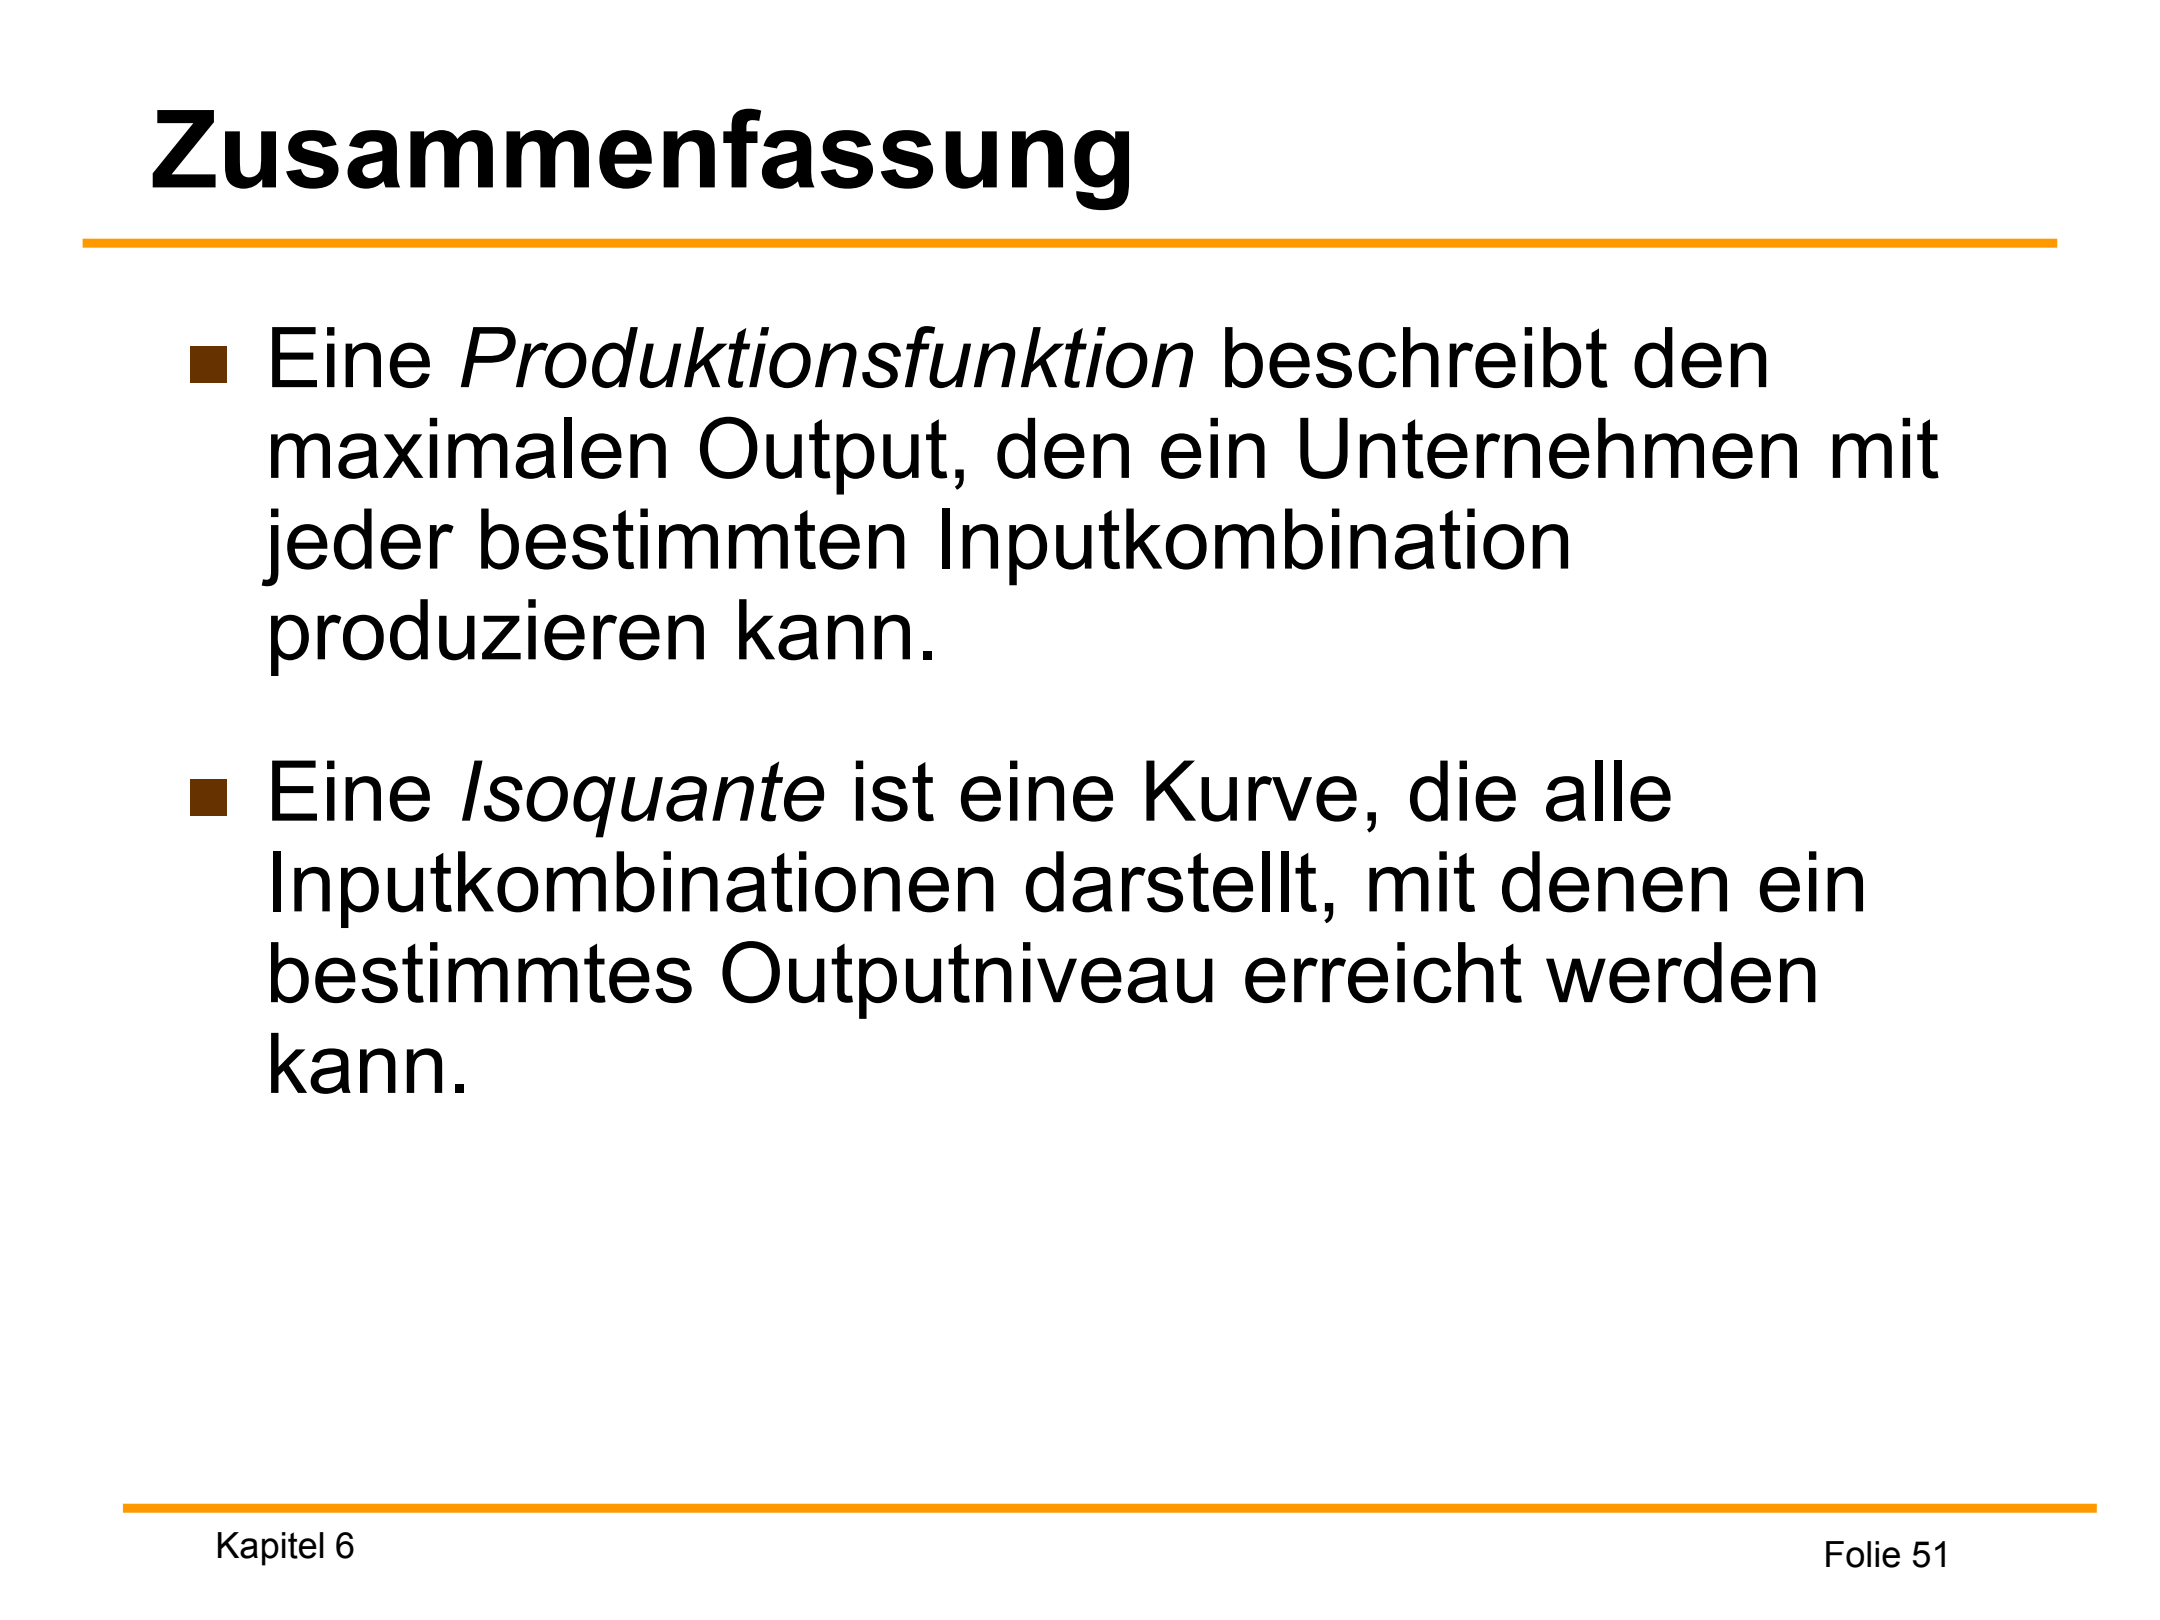 Zusammenfassung
Eine Produktionsfunktion beschreibt den
maximalen Output, den ein Unternehmen mit
jeder bestimmten Inputkombination
produzieren kann.
Eine Isoquante ist eine Kurve, die alle
Inputkombinationen darstellt, mit denen ein
bestimmtes Outputniveau erreicht werden
kann.
Kapitel 6
Folie 51